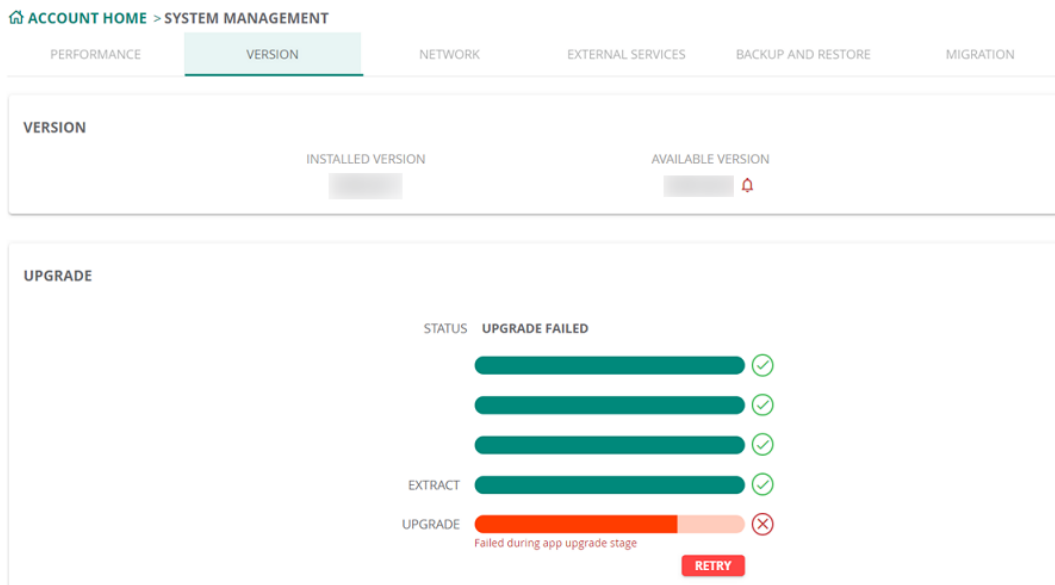 ACCOUNT HOME > SYSTEM MANAGEMENT
PERFORMANCE VERSION NETWORK EXTERNAL SERVICES BACKUP AND RESTORE MIGRATION
VERSION
INSTALLED VERSION AVAILABLE VERSION
UPGRADE
STATUS UPGRADE FAILED
EXTRACT
UPGRADE
Failed during app upgrade stage
RETRY